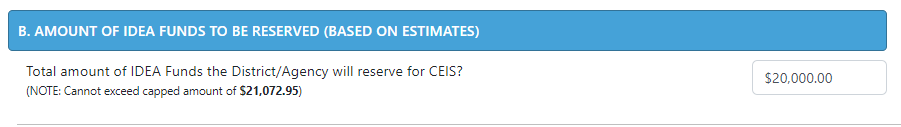 B. AMOUNT OF IDEA FUNDS TO BE RESERVED (BASED ON ESTIMATES)
Total amount of IDEA Funds the District/Agency will reserve for CEIS?
$20,000.00
(NOTE: Cannot exceed capped amount of $21,072.95)